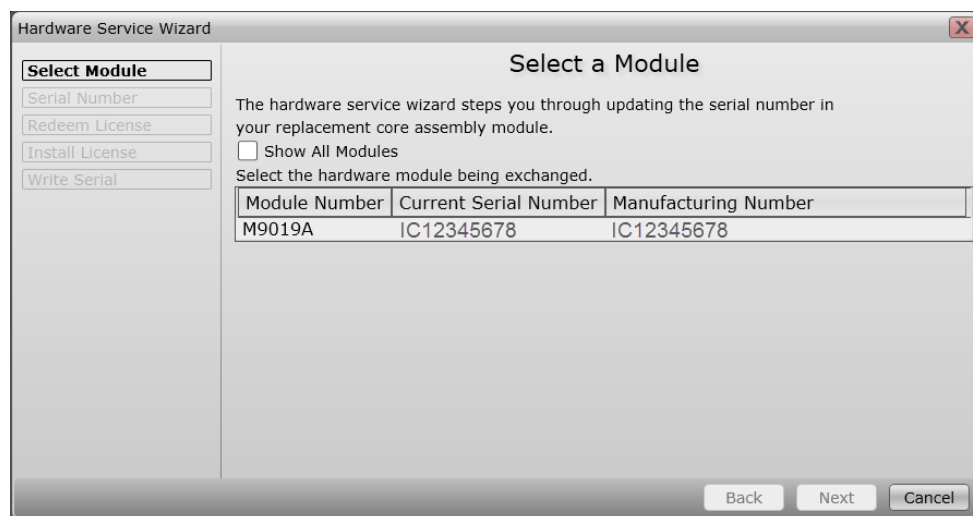 Hardware Service Wizard
X
Select Module
Serial Number
Redeem License
Install License
Write Serial
Select a Module
The hardware service wizard steps you through updating the serial number in
your replacement core assembly module.
Show All Modules
Select the hardware module being exchanged.
Module Number Current Serial Number Manufacturing Number
M9019A IC12345678 IC12345678
Back Next Cancel